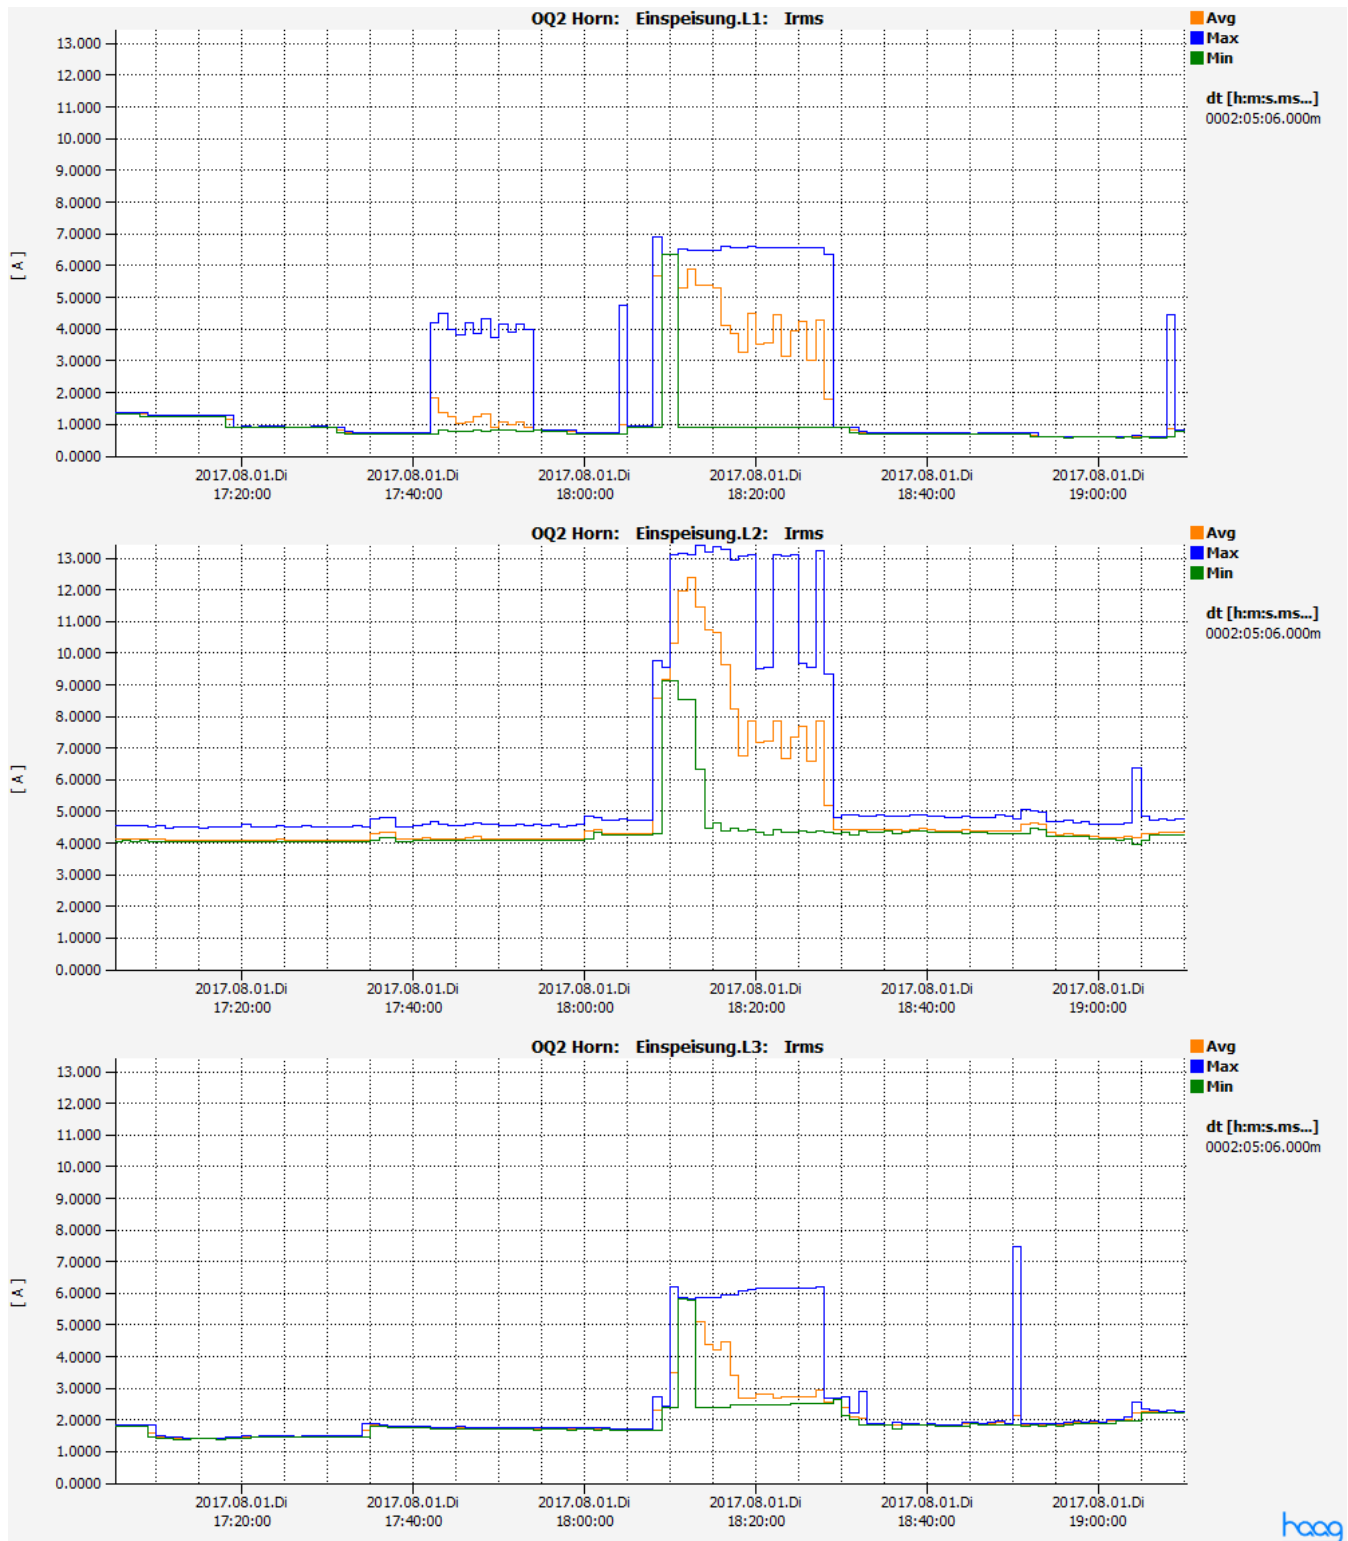 OQ2 Horn: Einspeisung.L1: Irms
Avg
Max
Min
dt [h:m:s.ms...]
0002:05:06.000m
13.000
12.000
11.000
10.000
9.0000
8.0000
7.0000
6.0000
5.0000
4.0000
3.0000
2.0000
1.0000
0.0000
[ A ]
2017.08.01.Di 2017.08.01.Di 2017.08.01.Di 2017.08.01.Di 2017.08.01.Di 2017.08.01.Di
17:20:00 17:40:00 18:00:00 18:20:00 18:40:00 19:00:00
OQ2 Horn: Einspeisung.L2: Irms
Avg
Max
Min
dt [h:m:s.ms...]
0002:05:06.000m
13.000
12.000
11.000
10.000
9.0000
8.0000
7.0000
6.0000
5.0000
4.0000
3.0000
2.0000
1.0000
0.0000
[ A ]
2017.08.01.Di 2017.08.01.Di 2017.08.01.Di 2017.08.01.Di 2017.08.01.Di 2017.08.01.Di
17:20:00 17:40:00 18:00:00 18:20:00 18:40:00 19:00:00
OQ2 Horn: Einspeisung.L3: Irms
Avg
Max
Min
dt [h:m:s.ms...]
0002:05:06.000m
13.000
12.000
11.000
10.000
9.0000
8.0000
7.0000
6.0000
5.0000
4.0000
3.0000
2.0000
1.0000
0.0000
[ A ]
2017.08.01.Di 2017.08.01.Di 2017.08.01.Di 2017.08.01.Di 2017.08.01.Di 2017.08.01.Di
17:20:00 17:40:00 18:00:00 18:20:00 18:40:00 19:00:00
haag